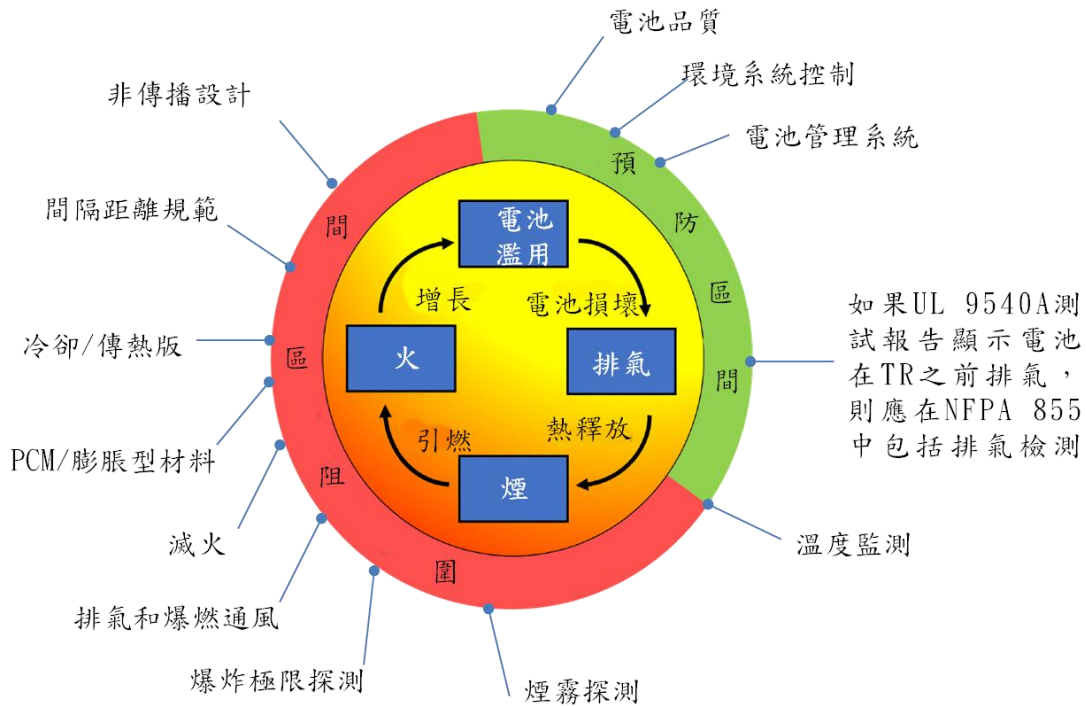 電池品質
環境系統控制
電池管理系統
非傳播設計
間隔距離規範
冷卻/傳熱版
PCM/膨脹型材料
滅火
排氣和爆燃通風
爆炸極限探測
煙霧探測
溫度監測
如果UL 9540A測
試報告顯示電池
在TR之前排氣，
則應在NFPA 855
中包括排氣檢測
預防區間
圍阻區間
電池
濫用
電池損壞
排氣
熱釋放
煙
引燃
火
增長